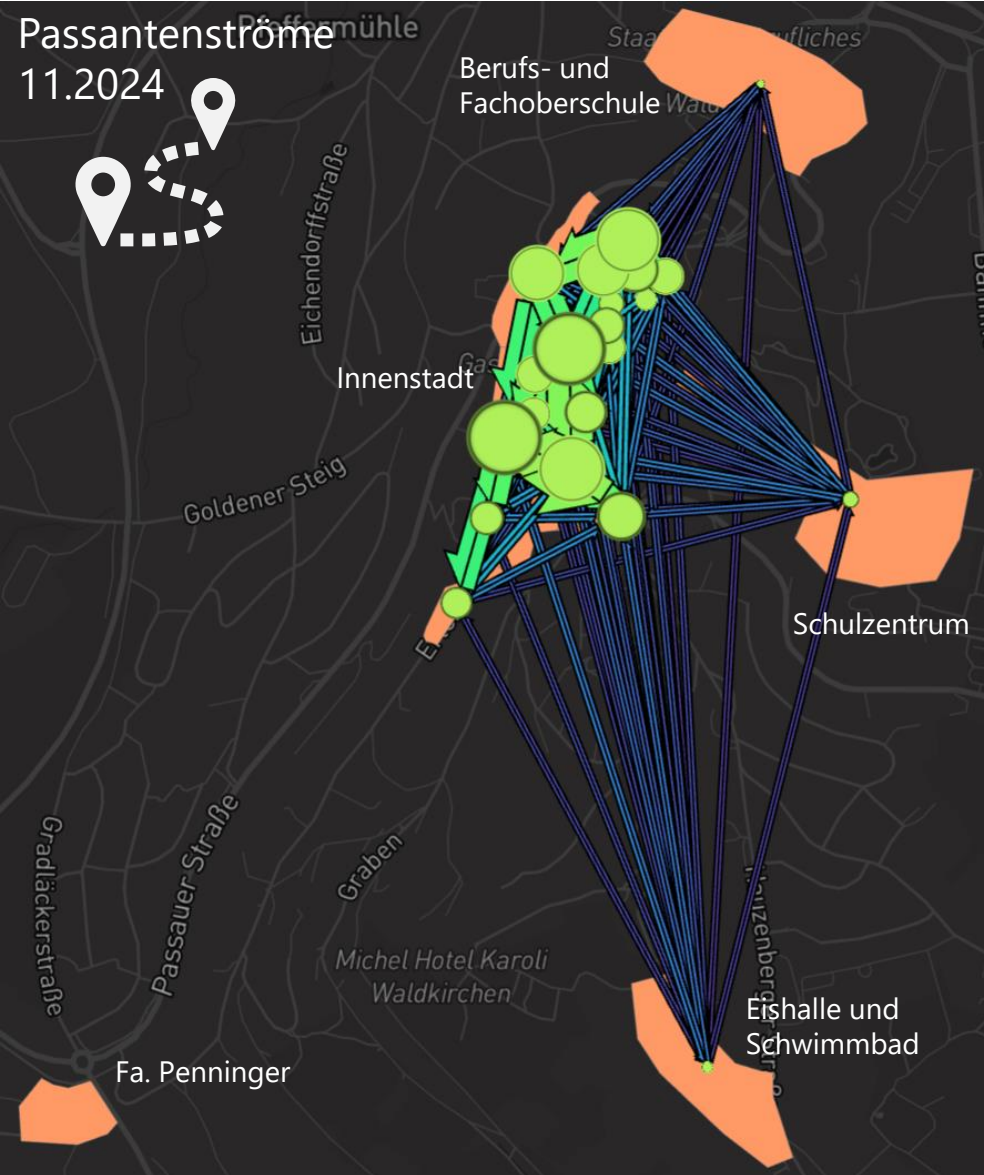 Passantenströme
11.2024
Pfeffermühle
Berufs- und
Fachoberschule
Eichendorffstraße
Innenstadt
Goldener Steig
Schulzentrum
Gradläckerstraße
Passauer Straße
Graben
Michel Hotel Karoli
Waldkirchen
Eishalle und
Schwimmbad
Fa. Penninger